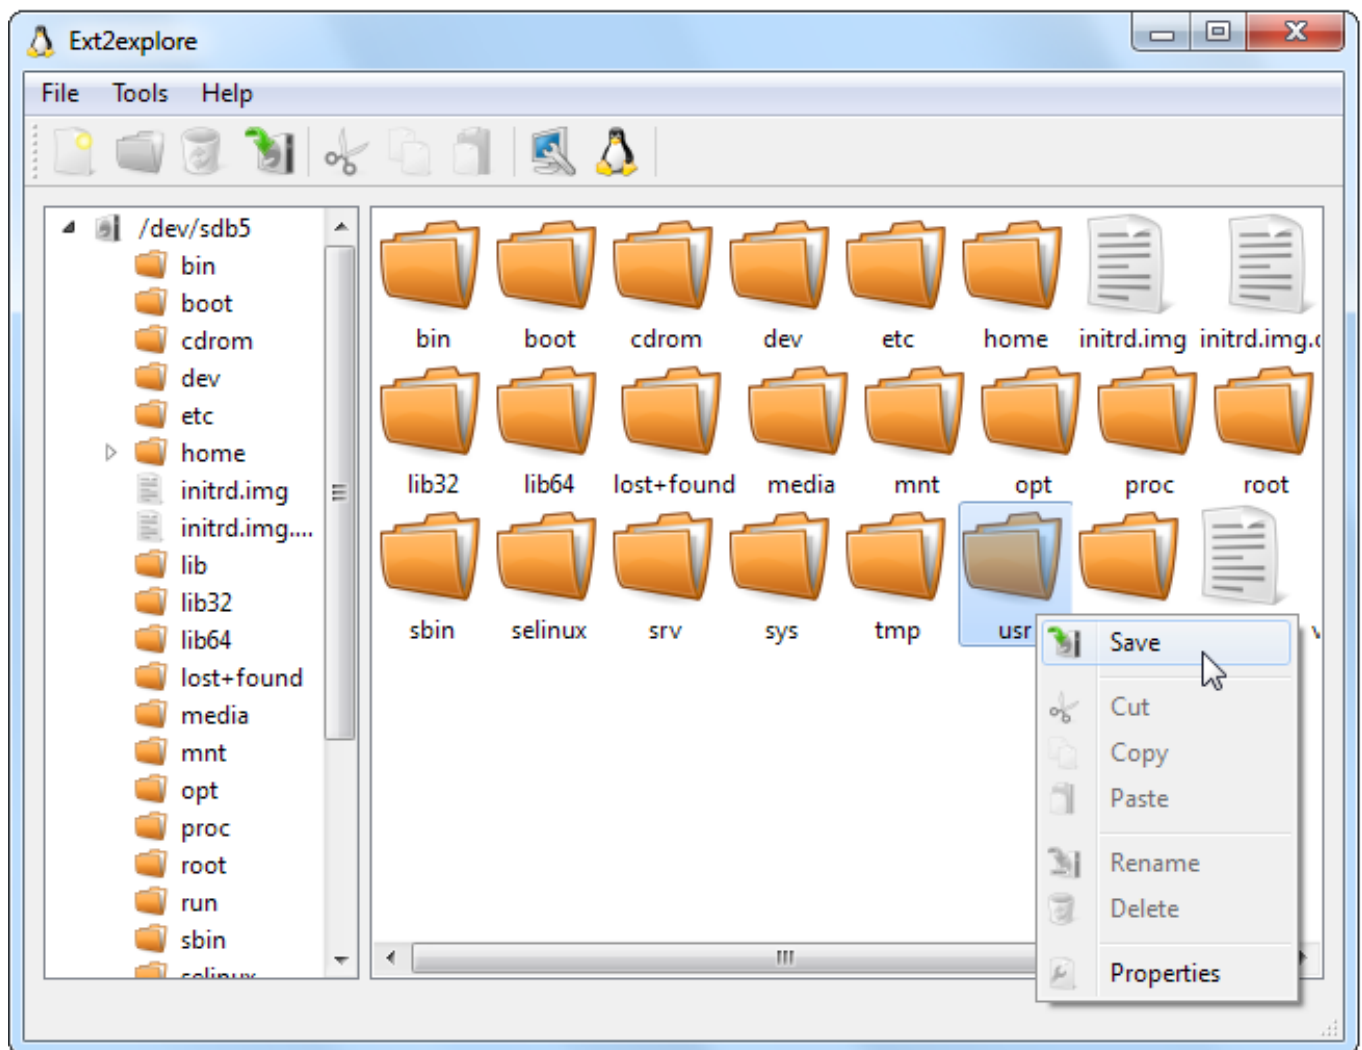 Ext2explore
File Tools Help
/dev/sdb5
bin
boot
cdrom
dev
etc
home
initrd.img
initrd.img....
lib
lib32
lib64
lost+found
media
mnt
opt
proc
root
run
sbin
selinux
bin boot cdrom dev etc home initrd.img initrd.img.
lib32 lib64 lost+found media mnt opt proc root
sbin selinux srv sys tmp usr
Save
Cut
Copy
Paste
Rename
Delete
Properties